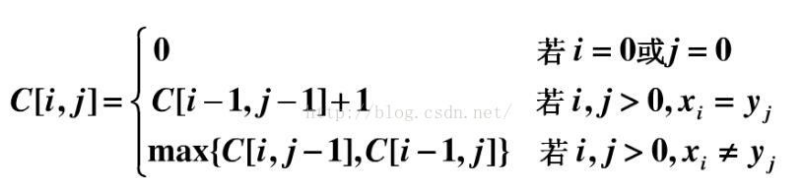 0 若 i = 0或j = 0
C[i, j]= { C[i −1, j −1]+1 若 i, j > 0, x_i = y_j
max{C[i, j −1],C[i −1, j]} 若 i, j > 0, x_i ≠ y_j
http://blog.csdn.net/